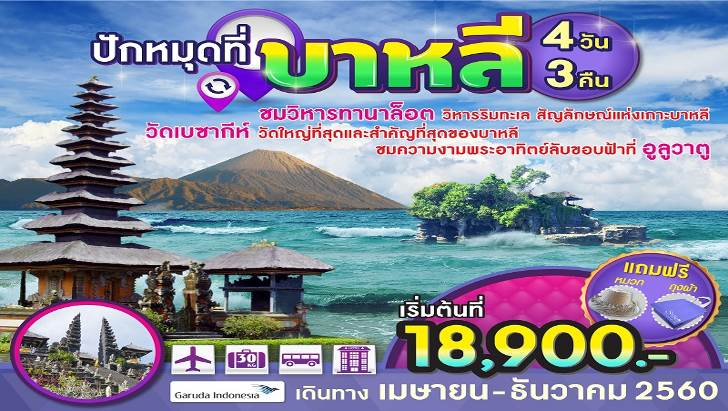 ปักหมุดที่ บาหลี 4 วัน 3 คืน
ชมวิหารทานาล็อต วิหารริมทะเล สัญลักษณ์แห่งเกาะบาหลี
วัดเบซากีห์ วัดใหญ่ที่สุดและสำคัญที่สุดของบาหลี
ชมความงามพระอาทิตย์ลับขอบฟ้าที่ อูลูวาตู
แถมฟรี
หมวก ถุงผ้า
เริ่มต้นที่
18,900.-
30 KG
Garuda Indonesia
เดินทาง เมษายน - ธันวาคม 2560